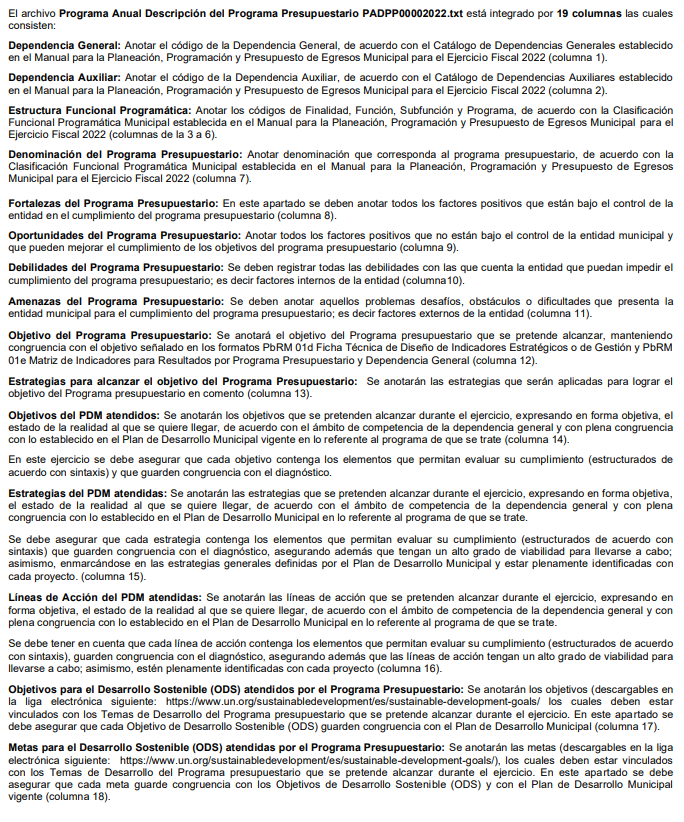 El archivo Programa Anual Descripción del Programa Presupuestario PADPP00002022.txt está integrado por 19 columnas las cuales
consisten:
Dependencia General: Anotar el código de la Dependencia General, de acuerdo con el Catálogo de Dependencias Generales establecido
en el Manual para la Planeación, Programación y Presupuesto de Egresos Municipal para el Ejercicio Fiscal 2022 (columna 1).
Dependencia Auxiliar: Anotar el código de la Dependencia Auxiliar, de acuerdo con el Catálogo de Dependencias Auxiliares establecido
en el Manual para la Planeación, Programación y Presupuesto de Egresos Municipal para el Ejercicio Fiscal 2022 (columna 2).
Estructura Funcional Programática: Anotar los códigos de Finalidad, Función, Subfunción y Programa, de acuerdo con la Clasificación
Funcional Programática Municipal establecida en el Manual para la Planeación, Programación y Presupuesto de Egresos Municipal para el
Ejercicio Fiscal 2022 (columnas de la 3 a 6).
Denominación del Programa Presupuestario: Anotar denominación que corresponda al programa presupuestario, de acuerdo con la
Clasificación Funcional Programática Municipal establecida en el Manual para la Planeación, Programación y Presupuesto de Egresos
Municipal para el Ejercicio Fiscal 2022 (columna 7).
Fortalezas del Programa Presupuestario: En este apartado se deben anotar todos los factores positivos que están bajo el control de la
entidad en el cumplimiento del programa presupuestario (columna 8).
Oportunidades del Programa Presupuestario: Anotar todos los factores positivos que no están bajo el control de la entidad municipal y
que pueden mejorar el cumplimiento de los objetivos del programa presupuestario (columna 9).
Debilidades del Programa Presupuestario: Se deben registrar todas las debilidades con las que cuenta la entidad que puedan impedir el
cumplimiento del programa presupuestario; es decir factores internos de la entidad (columna10).
Amenazas del Programa Presupuestario: Se deben anotar aquellos problemas desafíos, obstáculos o dificultades que presenta la
entidad municipal para el cumplimiento del programa presupuestario; es decir factores externos de la entidad (columna 11).
Objetivo del Programa Presupuestario: Se anotará el objetivo del Programa presupuestario que se pretende alcanzar, manteniendo
congruencia con el objetivo señalado en los formatos PbRM 01d Ficha Técnica de Diseño de Indicadores Estratégicos o de Gestión y PbRM
01e Matriz de Indicadores para Resultados por Programa Presupuestario y Dependencia General (columna 12).
Estrategias para alcanzar el objetivo del Programa Presupuestario: Se anotarán las estrategias que serán aplicadas para lograr el
objetivo del Programa presupuestario en comento (columna 13).
Objetivos del PDM atendidos: Se anotarán los objetivos que se pretenden alcanzar durante el ejercicio, expresando en forma objetiva, el
estado de la realidad al que se quiere llegar, de acuerdo con el ámbito de competencia de la dependencia general y con plena congruencia
con lo establecido en el Plan de Desarrollo Municipal vigente en lo referente al programa de que se trate (columna 14).
En este ejercicio se debe asegurar que cada objetivo contenga los elementos que permitan evaluar su cumplimiento (estructurados de
acuerdo con sintaxis) y que guarden congruencia con el diagnóstico.
Estrategias del PDM atendidas: Se anotarán las estrategias que se pretenden alcanzar durante el ejercicio, expresando en forma objetiva,
el estado de la realidad al que se quiere llegar, de acuerdo con el ámbito de competencia de la dependencia general y con plena
congruencia con lo establecido en el Plan de Desarrollo Municipal en lo referente al programa de que se trate.
Se debe asegurar que cada estrategia contenga los elementos que permitan evaluar su cumplimiento (estructurados de acuerdo con
sintaxis) que guarden congruencia con el diagnóstico, asegurando además que tengan un alto grado de viabilidad para llevarse a cabo;
asimismo, enmarcándose en las estrategias generales definidas por el Plan de Desarrollo Municipal y estar plenamente identificadas con
cada proyecto. (columna 15).
Líneas de Acción del PDM atendidas: Se anotarán las líneas de acción que se pretenden alcanzar durante el ejercicio, expresando en
forma objetiva, el estado de la realidad al que se quiere llegar, de acuerdo con el ámbito de competencia de la dependencia general y con
plena congruencia con lo establecido en el Plan de Desarrollo Municipal en lo referente al programa de que se trate.
Se debe tener en cuenta que cada línea de acción contenga los elementos que permitan evaluar su cumplimiento (estructurados de acuerdo
con sintaxis), guarden congruencia con el diagnóstico, asegurando además que las líneas de acción tengan un alto grado de viabilidad para
llevarse a cabo; asimismo, estén plenamente identificadas con cada proyecto (columna 16).
Objetivos para el Desarrollo Sostenible (ODS) atendidos por el Programa Presupuestario: Se anotarán los objetivos (descargables en
la liga electrónica siguiente: https://www.un.org/sustainabledevelopment/es/sustainable-development-goals/ los cuales deben estar
vinculados con los Temas de Desarrollo del Programa presupuestario que se pretende alcanzar durante el ejercicio. En este apartado se
debe asegurar que cada Objetivo de Desarrollo Sostenible (ODS) guarden congruencia con el Plan de Desarrollo Municipal (columna 17).
Metas para el Desarrollo Sostenible (ODS) atendidas por el Programa Presupuestario: Se anotarán las metas (descargables en la liga
electrónica siguiente: https://www.un.org/sustainabledevelopment/es/sustainable-development-goals/), los cuales deben estar vinculados
con los Temas de Desarrollo del Programa presupuestario que se pretende alcanzar durante el ejercicio. En este apartado se debe
asegurar que cada meta guarde congruencia con los Objetivos de Desarrollo Sostenible (ODS) y con el Plan de Desarrollo Municipal
vigente (columna 18).